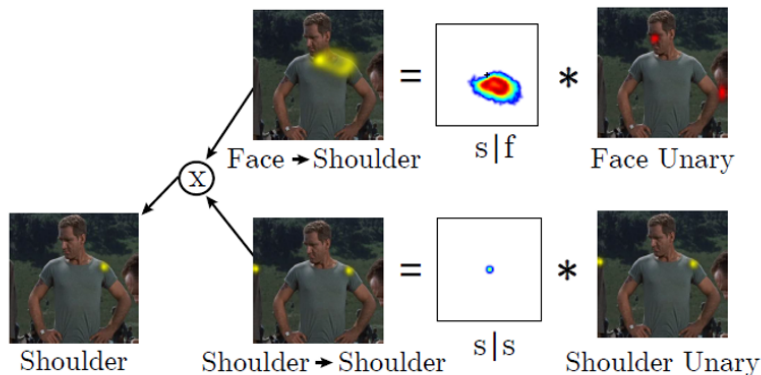 = *
Face → Shoulder s|f Face Unary
X
= *
Shoulder Shoulder → Shoulder s|s Shoulder Unary